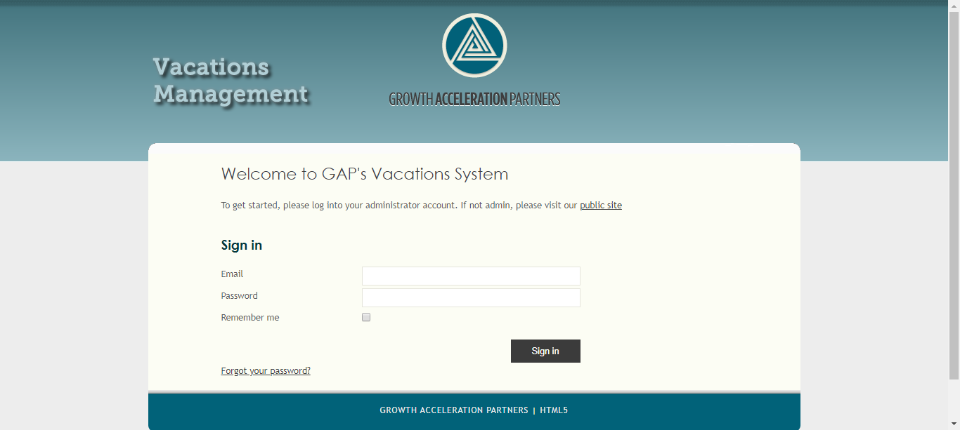 Vacations
Management
GROWTH ACCELERATION PARTNERS
Welcome to GAP's Vacations System
To get started, please log into your administrator account. If not admin, please visit our public site
Sign in
Email
Password
Remember me
Sign in
Forgot your password?
GROWTH ACCELERATION PARTNERS | HTML5